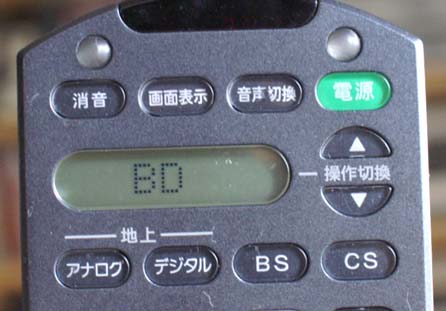 消音 画面表示 音声切換 電源
BD
操作切換
地上
アナログ デジタル BS CS